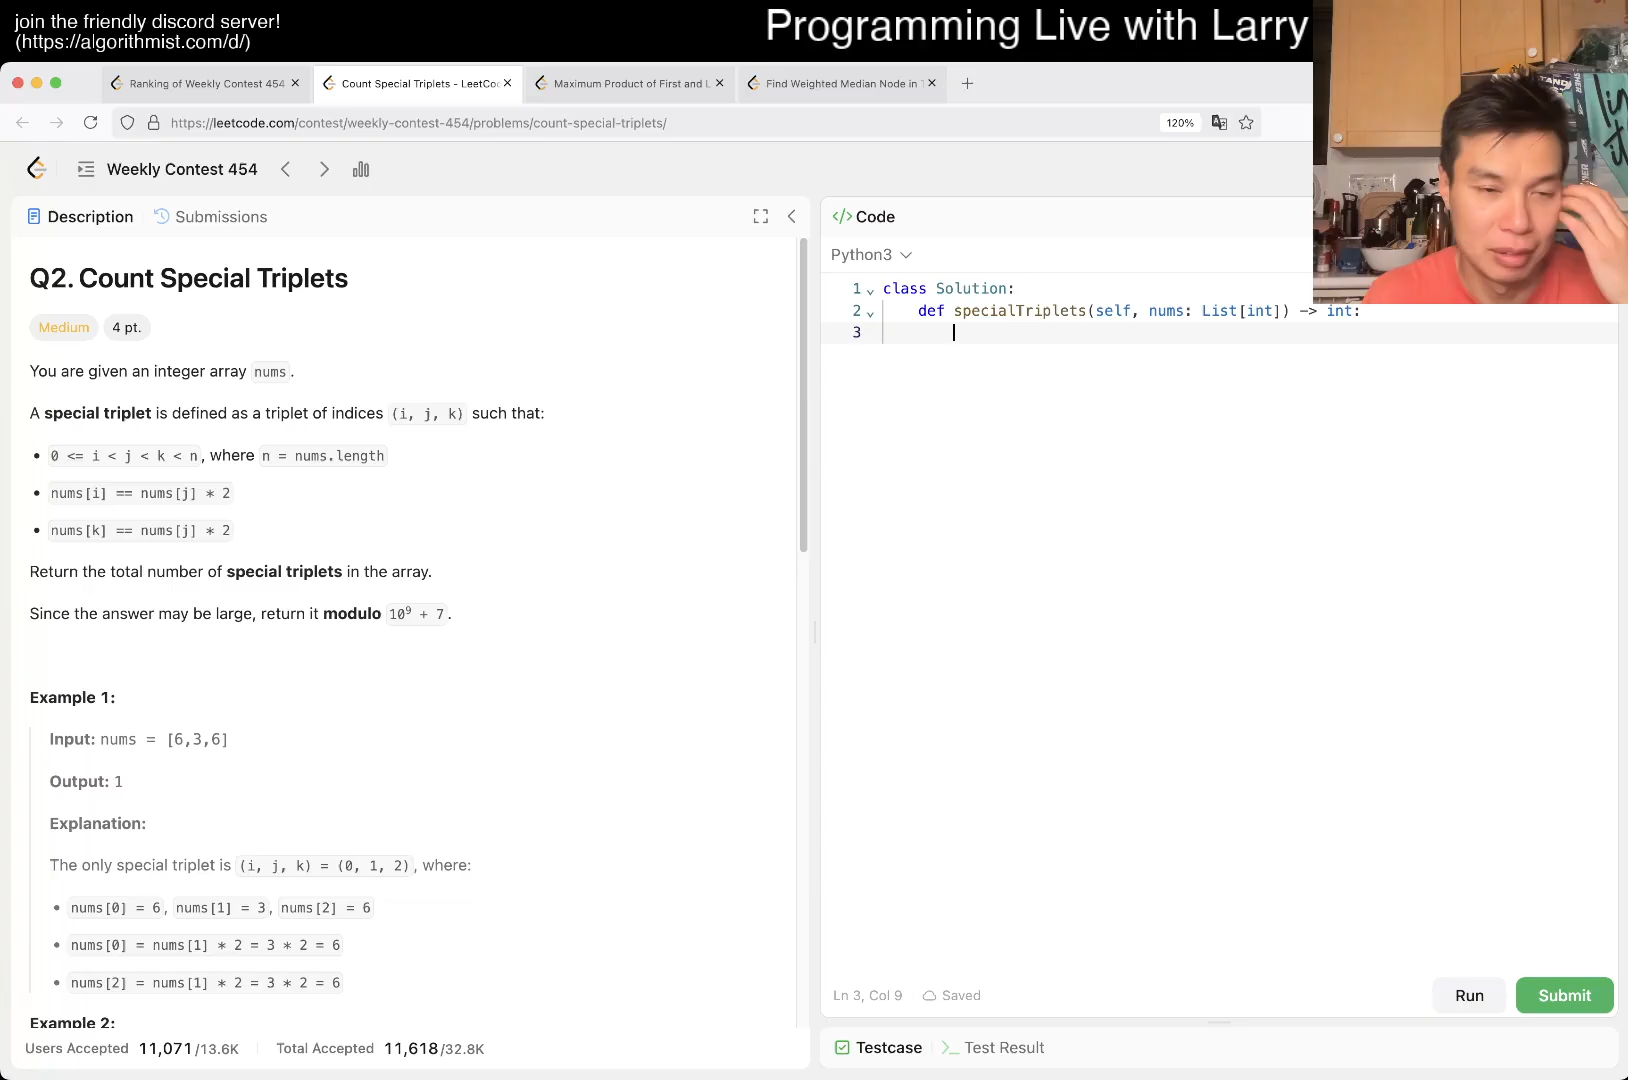 join the friendly discord server!
(https://algorithmist.com/d/)
Programming Live with Larry
Ranking of Weekly Contest 454
Count Special Triplets - LeetCo
Maximum Product of First and L
Find Weighted Median Node in
https://leetcode.com/contest/weekly-contest-454/problems/count-special-triplets/
120%
Weekly Contest 454
Description
Submissions
Q2. Count Special Triplets
Medium
4 pt.
You are given an integer array nums.
A special triplet is defined as a triplet of indices (i, j, k) such that:
• 0 <= i < j < k < n, where n = nums.length
• nums[i] == nums[j] * 2
• nums[k] == nums[j] * 2
Return the total number of special triplets in the array.
Since the answer may be large, return it modulo 10⁹ + 7.
Example 1:
Input: nums = [6,3,6]
Output: 1
Explanation:
The only special triplet is (i, j, k) = (0, 1, 2), where:
• nums[0] = 6, nums[1] = 3, nums[2] = 6
• nums[0] = nums[1] * 2 = 3 * 2 = 6
• nums[2] = nums[1] * 2 = 3 * 2 = 6
Example 2:
Users Accepted 11,071/13.6K
Total Accepted 11,618/32.8K
</> Code
Python3
1 class Solution:
2 def specialTriplets(self, nums: List[int]) -> int:
3
Ln 3, Col 9
Saved
Run
Submit
Testcase
>_ Test Result